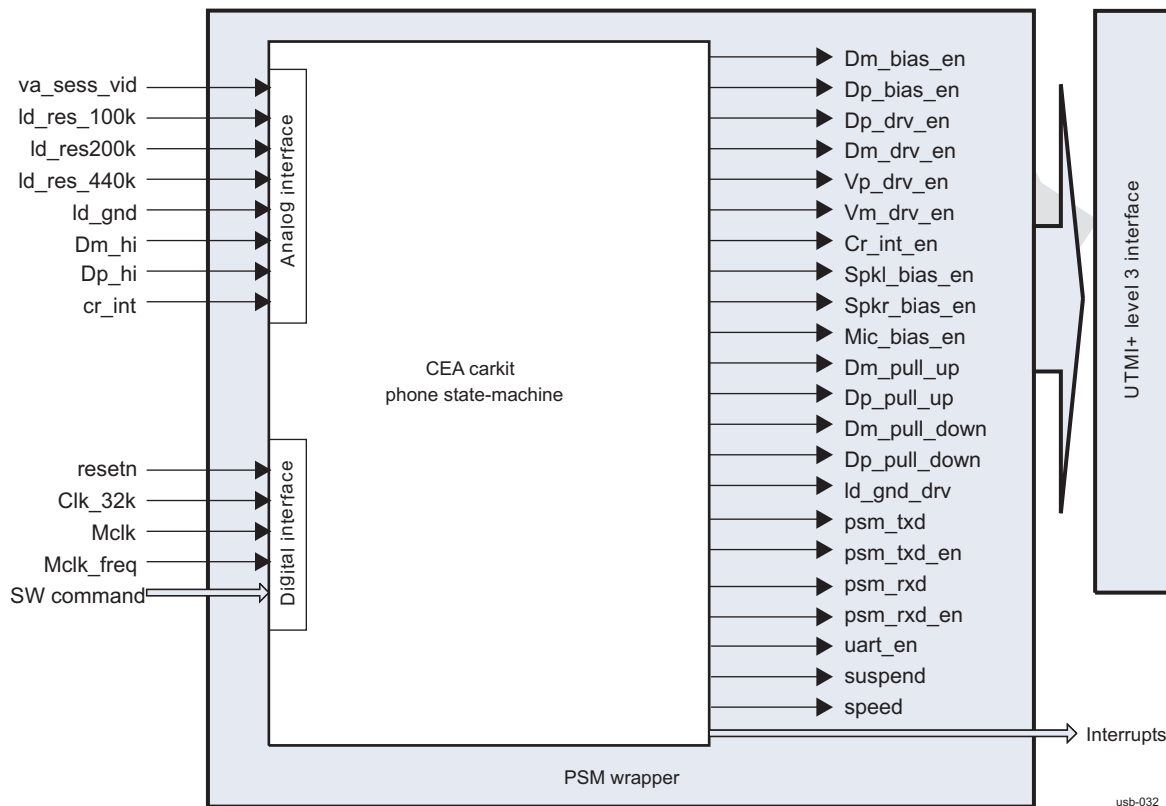 va_sess_vid
Id_res_100k
Id_res200k
Id_res_440k
Id_gnd
Dm_hi
Dp_hi
cr_int
Analog interface
resetn
Clk_32k
Mclk
Mclk_freq
SW command
Digital interface
CEA carkit
phone state-machine
Dm_bias_en
Dp_bias_en
Dp_drv_en
Dm_drv_en
Vp_drv_en
Vm_drv_en
Cr_int_en
Spkl_bias_en
Spkr_bias_en
Mic_bias_en
Dm_pull_up
Dp_pull_up
Dm_pull_down
Dp_pull_down
Id_gnd_drv
psm_txd
psm_txd_en
psm_rxd
psm_rxd_en
uart_en
suspend
speed
Interrupts
UTMI+ level 3 interface
PSM wrapper
usb-032